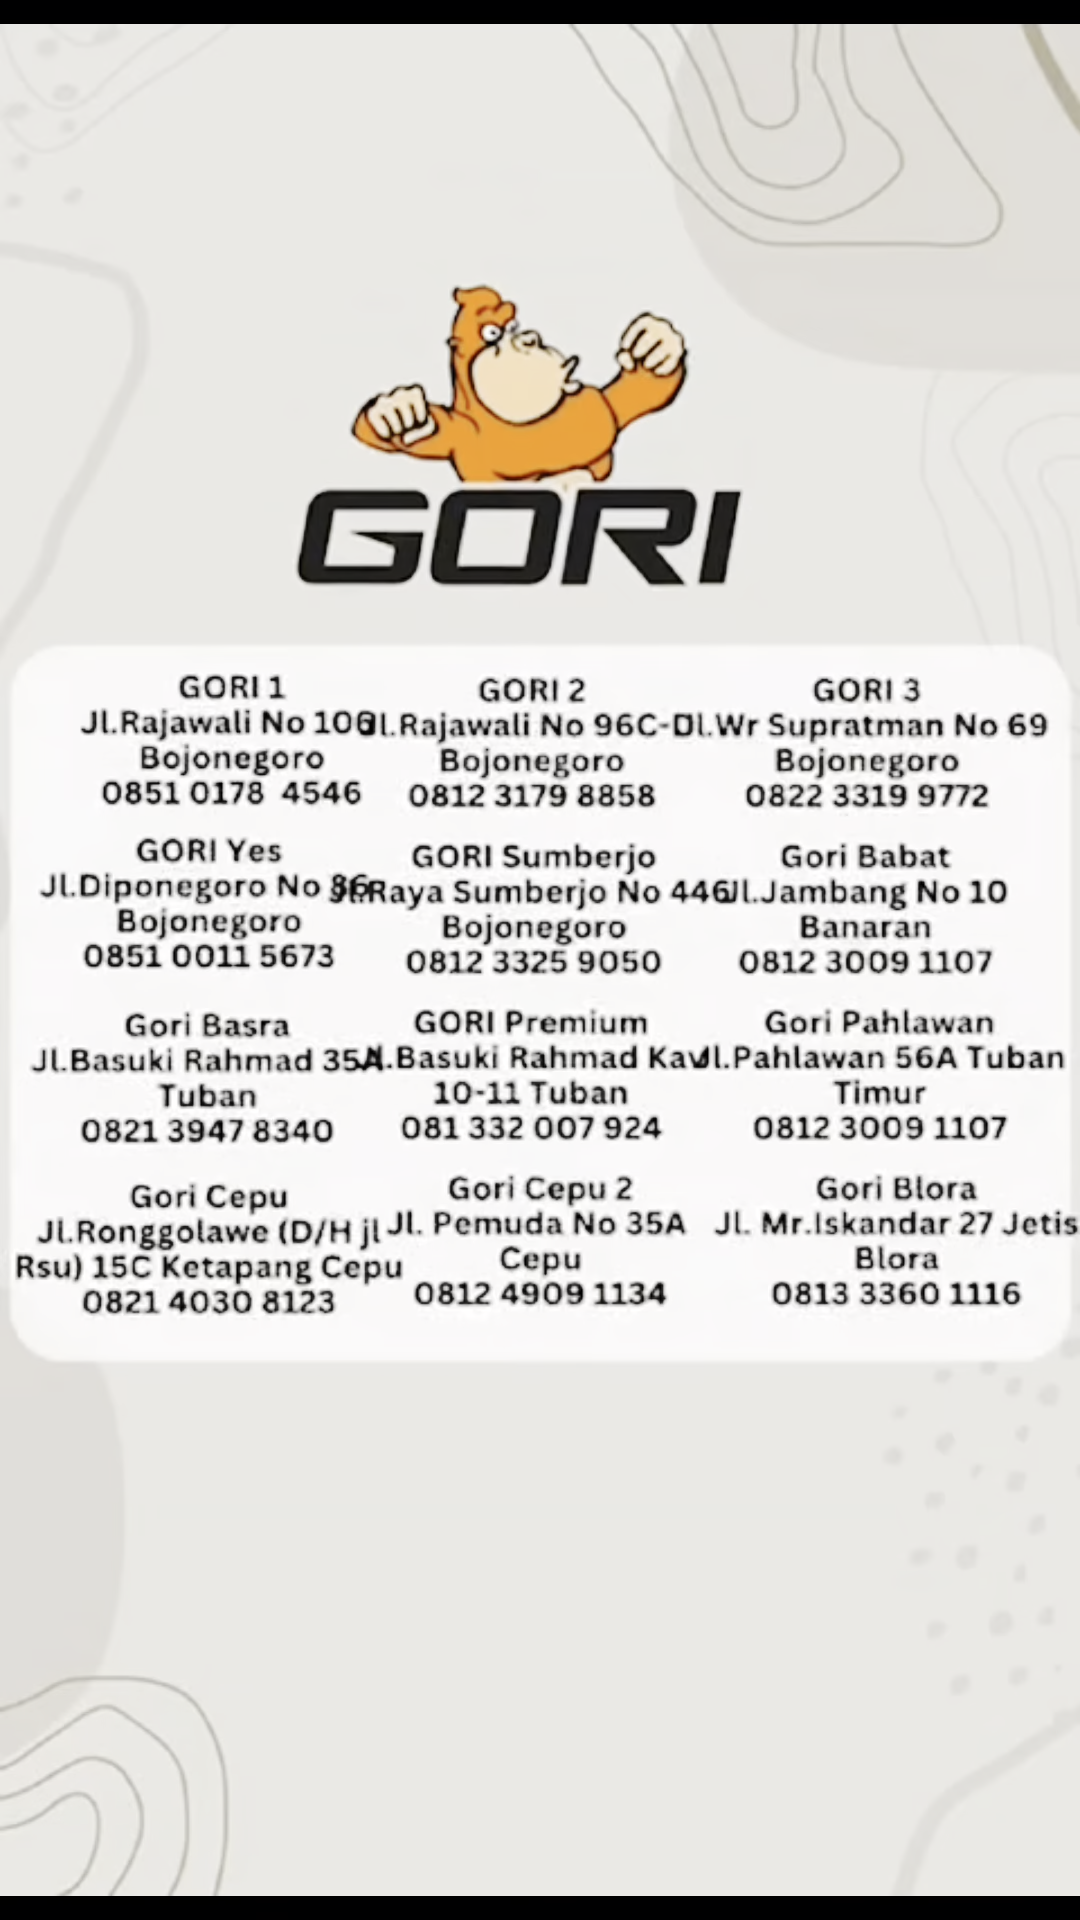 GORI
GORI 1
Jl.Rajawali No 106
Bojonegoro
0851 0178 4546
GORI 2
Jl.Rajawali No 96C-D
Bojonegoro
0812 3179 8858
GORI 3
Jl.Wr Supratman No 69
Bojonegoro
0822 3319 9772
GORI Yes
Jl.Diponegoro No
Bojonegoro
0851 0011 5673
GORI Sumberjo
Jl.Raya Sumberjo No 446
Bojonegoro
0812 3325 9050
Gori Babat
Jl.Jambang No 10
Banaran
0812 3009 1107
Gori Basra
Jl.Basuki Rahmad 35A
Tuban
0821 3947 8340
GORI Premium
Jl.Basuki Rahmad Kav
10-11 Tuban
081 332 007 924
Gori Pahlawan
Jl.Pahlawan 56A Tuban
Timur
0812 3009 1107
Gori Cepu
Jl.Ronggolawe (D/H jl
Rsu) 15C Ketapang Cepu
0821 4030 8123
Gori Cepu 2
Jl. Pemuda No 35A
Cepu
0812 4909 1134
Gori Blora
Jl. Mr.Iskandar 27 Jetis
Blora
0813 3360 1116